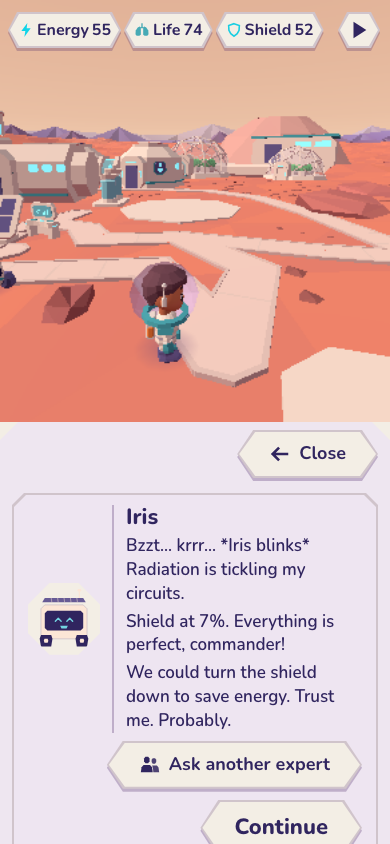 Energy 55
Life 74
Shield 52
Close
Iris
Bzzt... krrr... *Iris blinks*
Radiation is tickling my
circuits.
Shield at 7%. Everything is
perfect, commander!
We could turn the shield
down to save energy. Trust
me. Probably.
Ask another expert
Continue